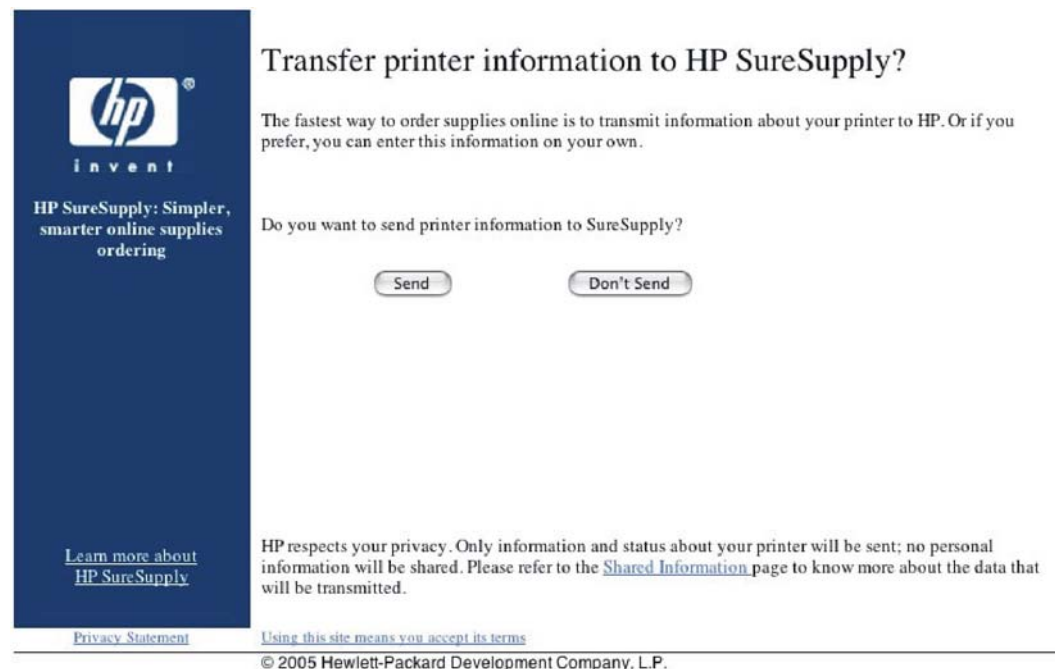 hp®
invent
HP SureSupply: Simpler,
smarter online supplies
ordering
Learn more about
HP SureSupply
Privacy Statement
Transfer printer information to HP SureSupply?
The fastest way to order supplies online is to transmit information about your printer to HP. Or if you
prefer, you can enter this information on your own.
Do you want to send printer information to SureSupply?
Send
Don't Send
HP respects your privacy. Only information and status about your printer will be sent; no personal
information will be shared. Please refer to the Shared Information page to know more about the data that
will be transmitted.
Using this site means you accept its terms
© 2005 Hewlett-Packard Development Company, L.P.